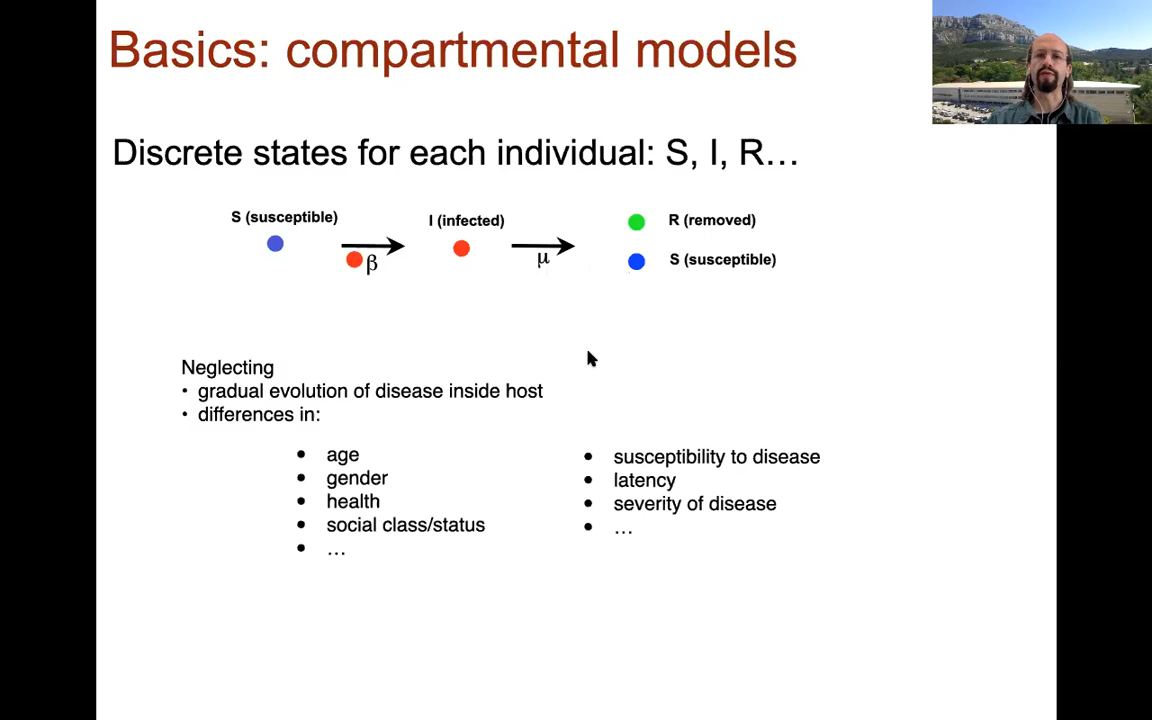 Basics: compartmental models
Discrete states for each individual: S, I, R…
S (susceptible)
I (infected)
R (removed)
β
μ
S (susceptible)
Neglecting
• gradual evolution of disease inside host
• differences in:
• age
• gender
• health
• social class/status
• …
• susceptibility to disease
• latency
• severity of disease
• …